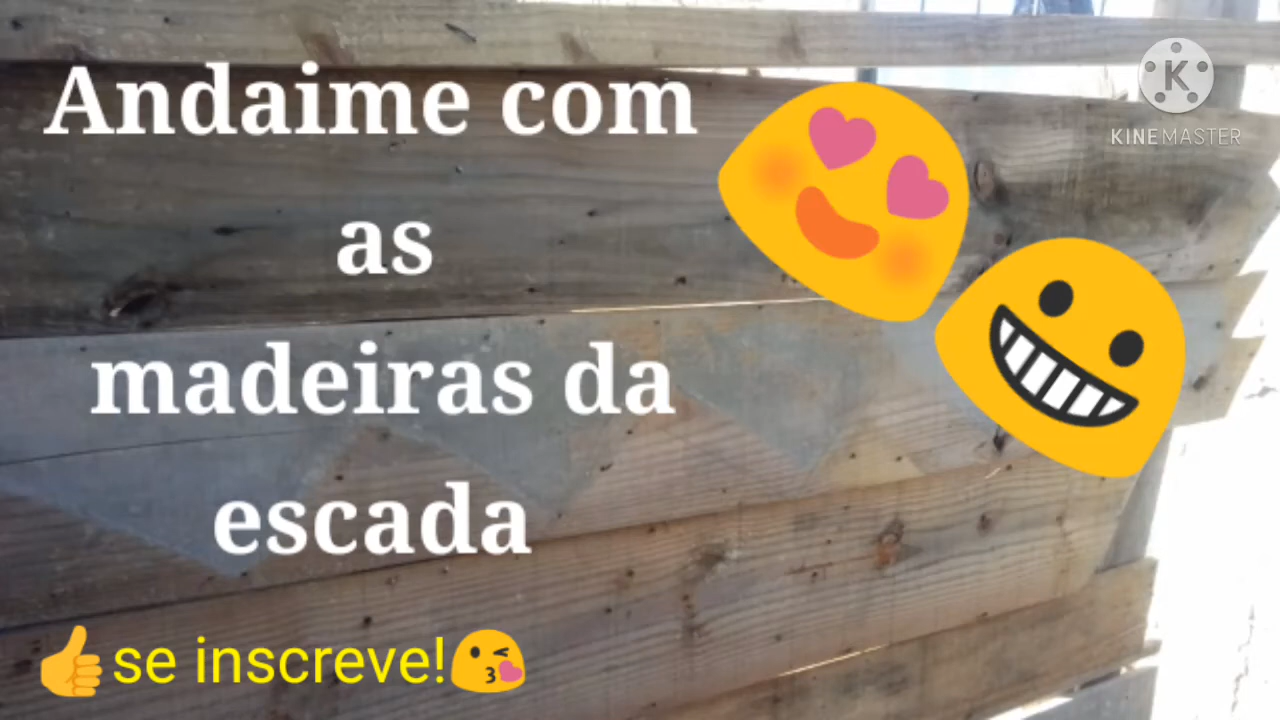 Andaime com
as
madeiras da
escada
KINEMASTER
👍se inscreve!😘